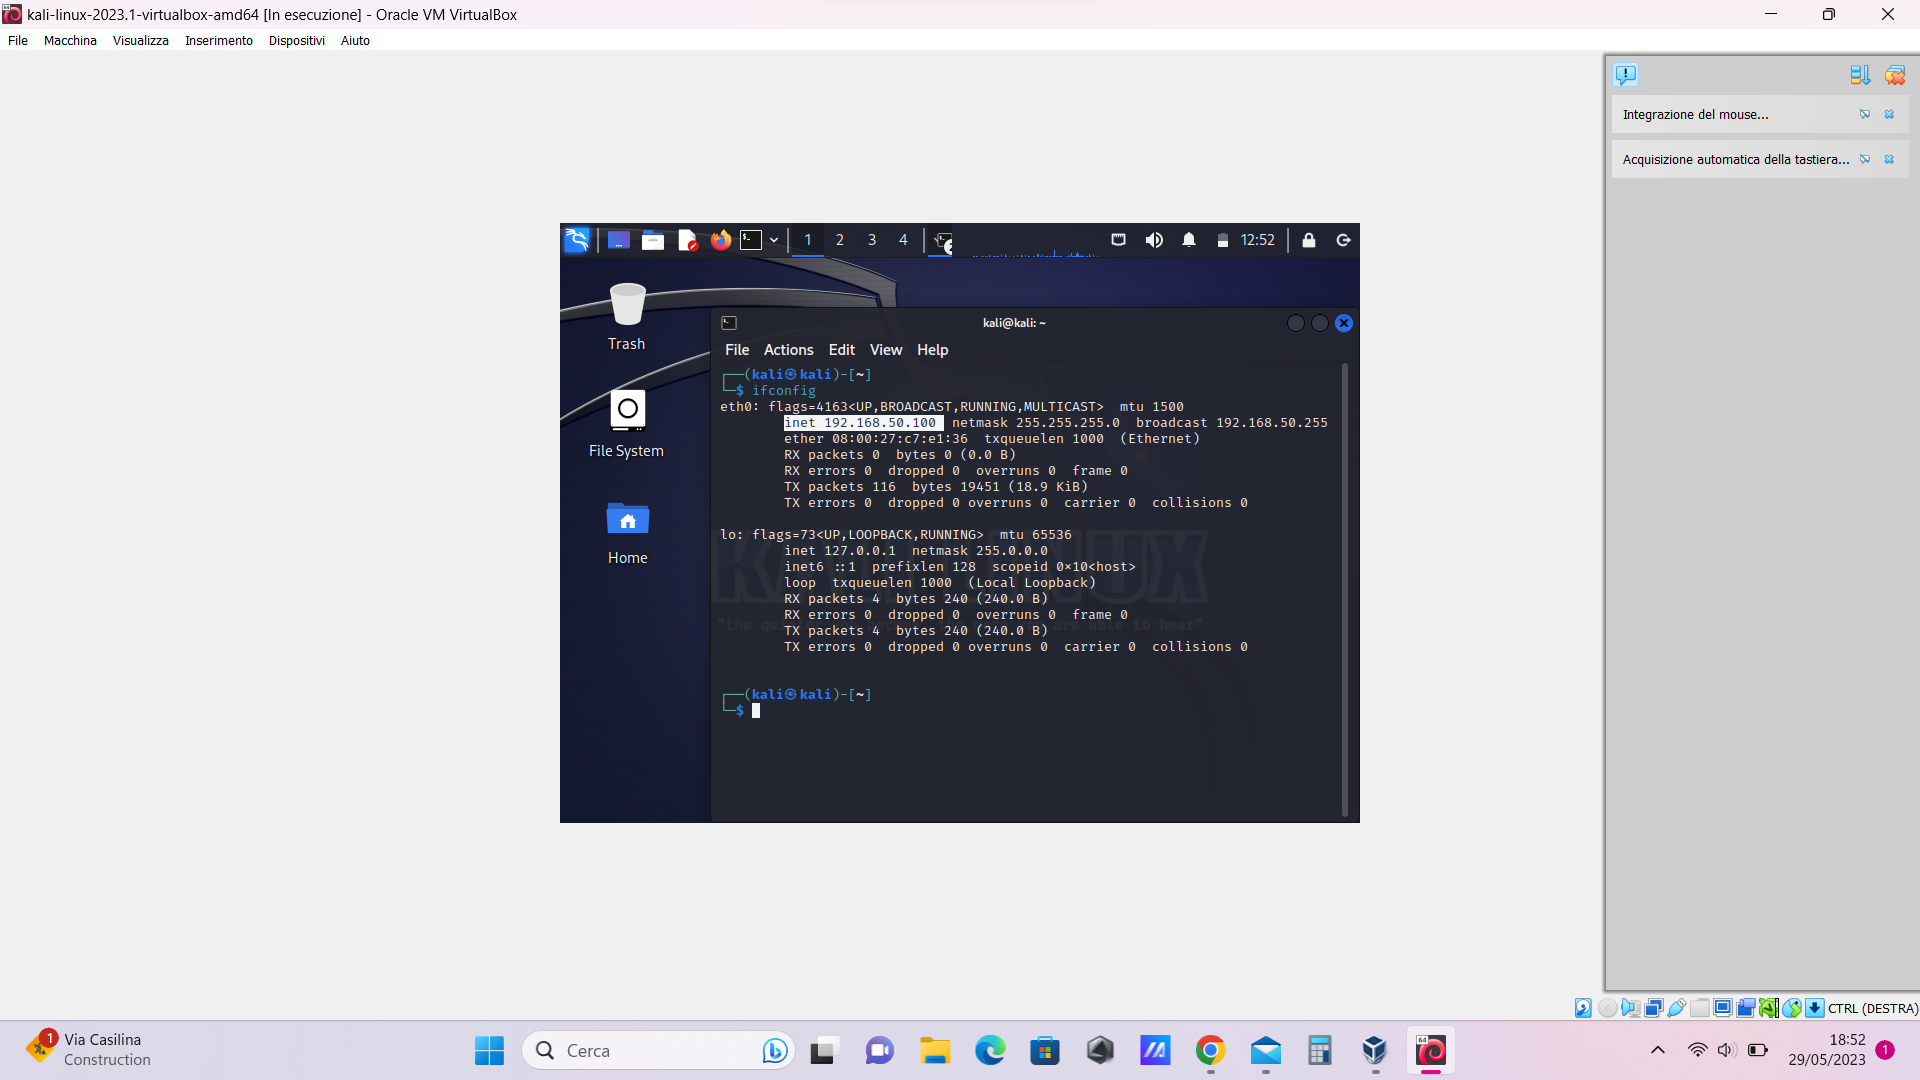 kali-linux-2023.1-virtualbox-amd64 [In esecuzione] - Oracle VM VirtualBox
File Macchina Visualizza Inserimento Dispositivi Aiuto
Integrazione del mouse...
Acquisizione automatica della tastiera...
1 2 3 4 12:52
Trash
File System
Home
kali@kali: ~
File Actions Edit View Help
┌──(kali㉿kali)-[~]
└─$ ifconfig
eth0: flags=4163<UP,BROADCAST,RUNNING,MULTICAST>  mtu 1500
inet 192.168.50.100  netmask 255.255.255.0  broadcast 192.168.50.255
ether 08:00:27:c7:e1:36  txqueuelen 1000  (Ethernet)
RX packets 0  bytes 0 (0.0 B)
RX errors 0  dropped 0  overruns 0  frame 0
TX packets 116  bytes 19451 (18.9 KiB)
TX errors 0  dropped 0 overruns 0  carrier 0  collisions 0
lo: flags=73<UP,LOOPBACK,RUNNING>  mtu 65536
inet 127.0.0.1  netmask 255.0.0.0
inet6 ::1  prefixlen 128  scopeid 0×10<host>
loop  txqueuelen 1000  (Local Loopback)
RX packets 4  bytes 240 (240.0 B)
RX errors 0  dropped 0  overruns 0  frame 0
TX packets 4  bytes 240 (240.0 B)
TX errors 0  dropped 0 overruns 0  carrier 0  collisions 0
┌──(kali㉿kali)-[~]
└─$
CTRL (DESTRA)
1
Via Casilina
Construction
Cerca
64
18:52
29/05/2023
1